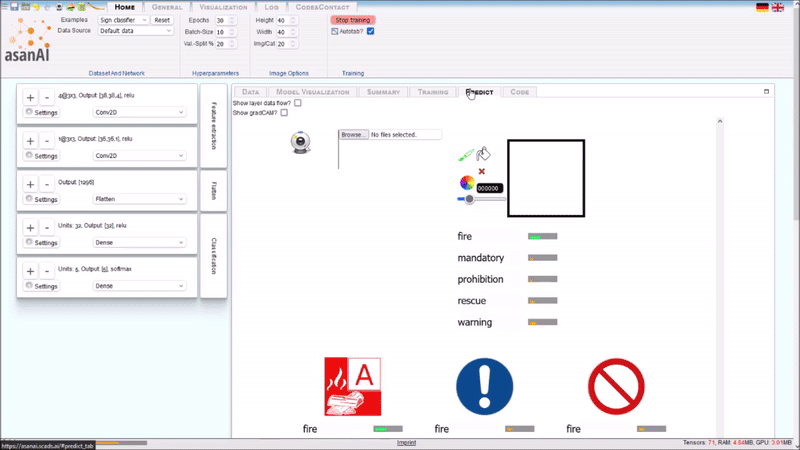 Home General Visualization Log Code&Contact
Examples Sign classfier Reset
Data Source Default data
Epochs 30
Batch-Size 10
Val.-Split % 20
Height 40
Width 40
Img/Cat 20
Stop training
Autotab?
asanAI
Dataset And Network Hyperparameters Image Options Training
Data Model Visualization Summary Training Predict Code
4@3x3, Output: [38,38,4], relu
Settings Conv2D
1@3x3, Output: [36,36,1], relu
Settings Conv2D
Feature extraction
Output: [1296]
Settings Flatten
Flatten
Units: 32, Output: [32], relu
Settings Dense
Units: 5, Output: [5], softmax
Settings Dense
Classification
Show layer data flow?
Show gradCAM?
Browse... No files selected.
000000
fire
mandatory
prohibition
rescue
warning
A
fire fire fire
https://asanai.scads.ai/#predict_tab
Imprint
Tensors: 71, RAM: 4.84MB, GPU: 3.01MB